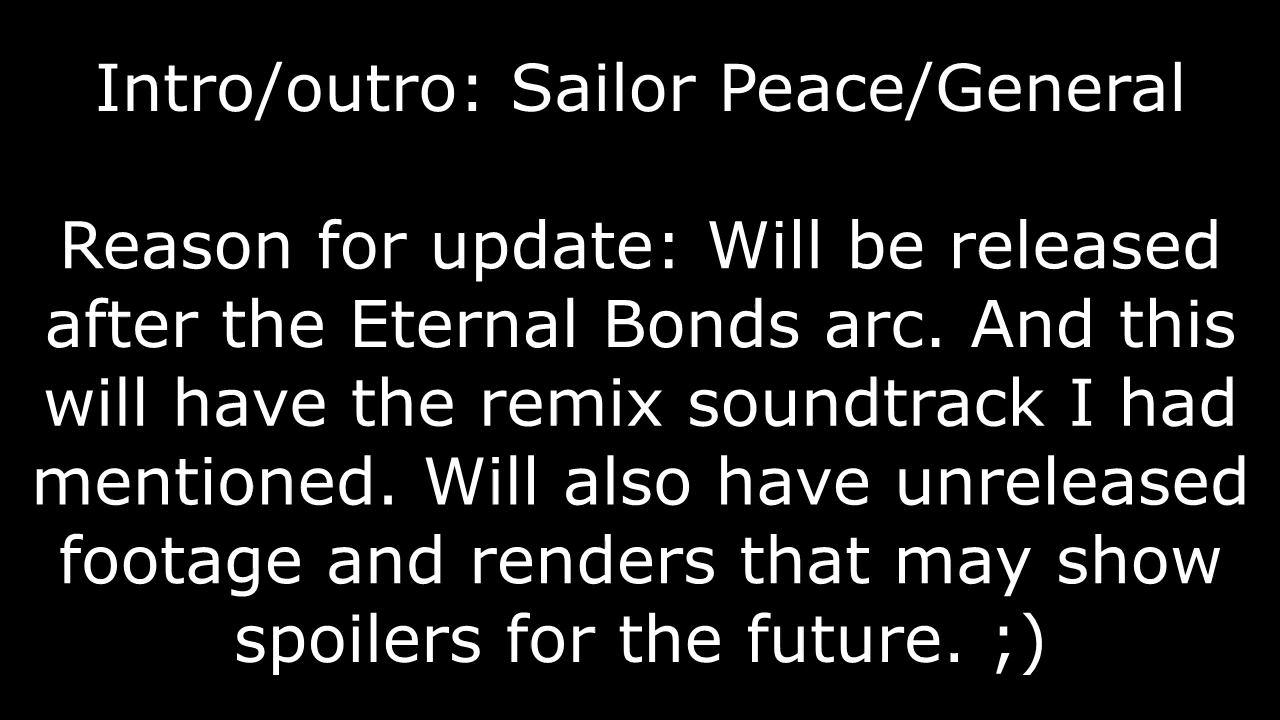 Intro/outro: Sailor Peace/General
Reason for update: Will be released
after the Eternal Bonds arc. And this
will have the remix soundtrack I had
mentioned. Will also have unreleased
footage and renders that may show
spoilers for the future. ;)